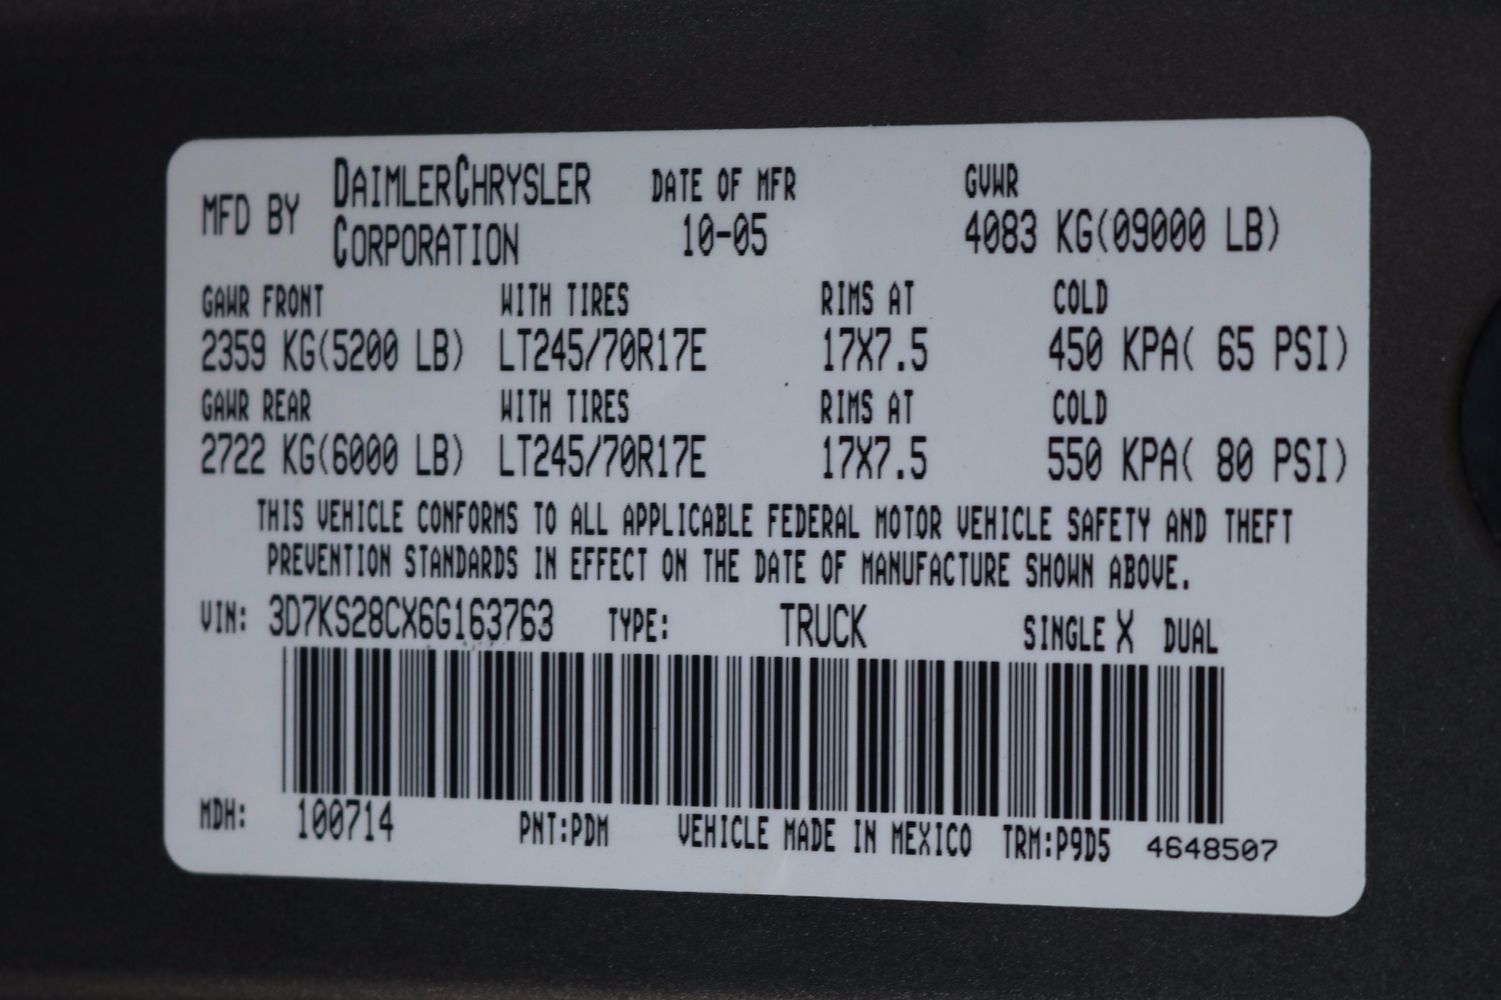 MFD BY DAIMLERCHRYSLER CORPORATION DATE OF MFR 10-05 GVWR 4083 KG(09000 LB)
GAWR FRONT WITH TIRES RIMS AT COLD
2359 KG(5200 LB) LT245/70R17E 17X7.5 450 KPA( 65 PSI)
GAWR REAR WITH TIRES RIMS AT COLD
2722 KG(6000 LB) LT245/70R17E 17X7.5 550 KPA( 80 PSI)
THIS VEHICLE CONFORMS TO ALL APPLICABLE FEDERAL MOTOR VEHICLE SAFETY AND THEFT
PREVENTION STANDARDS IN EFFECT ON THE DATE OF MANUFACTURE SHOWN ABOVE.
VIN: 3D7KS28CX6G163763 TYPE: TRUCK SINGLE X DUAL
MDH: 100714 PNT:PDM VEHICLE MADE IN MEXICO TRM:P9D5 4648507